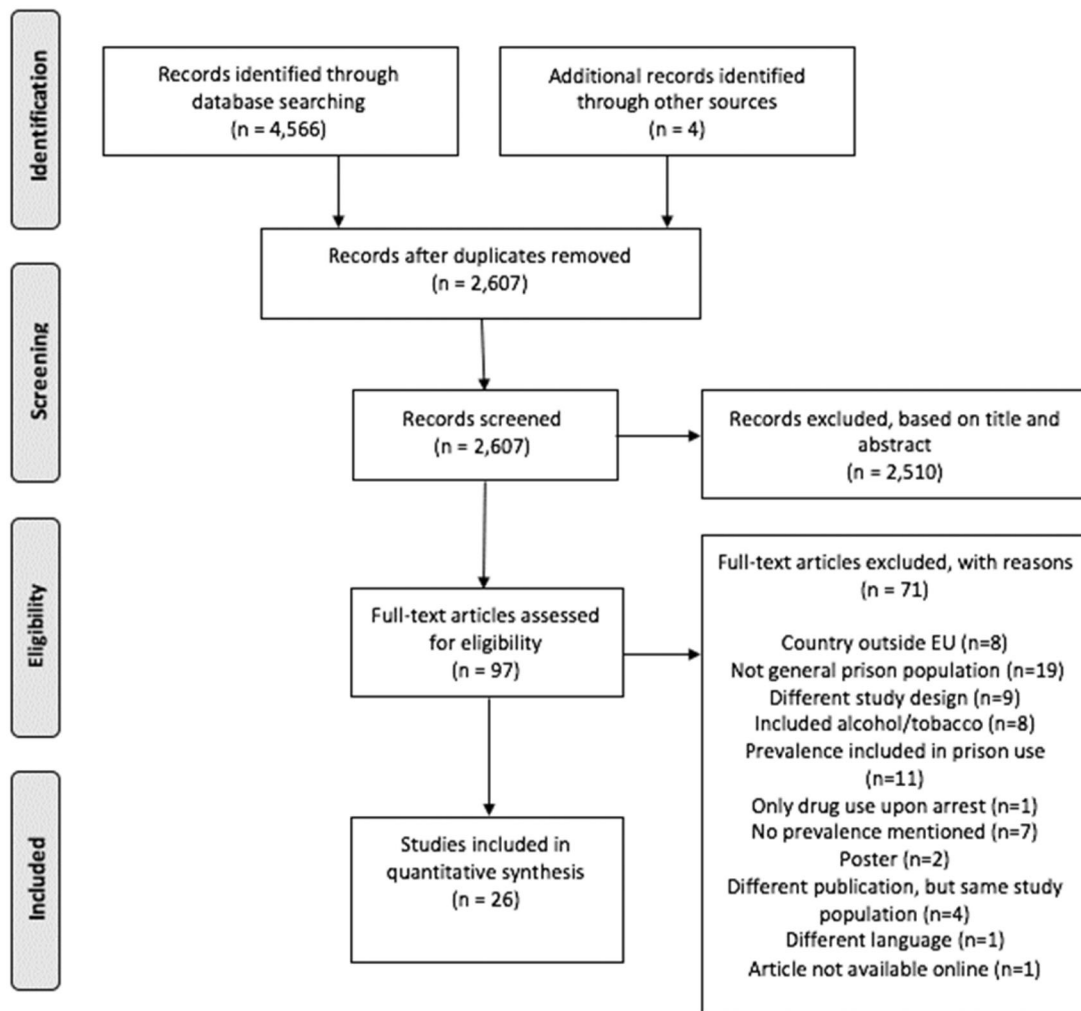 Identification
Records identified through
database searching
(n = 4,566)
Additional records identified
through other sources
(n = 4)
Records after duplicates removed
(n = 2,607)
Screening
Records screened
(n = 2,607)
Records excluded, based on title and
abstract
(n = 2,510)
Eligibility
Full-text articles assessed
for eligibility
(n = 97)
Full-text articles excluded, with reasons
(n = 71)
Country outside EU (n=8)
Not general prison population (n=19)
Different study design (n=9)
Included alcohol/tobacco (n=8)
Prevalence included in prison use
(n=11)
Only drug use upon arrest (n=1)
No prevalence mentioned (n=7)
Poster (n=2)
Different publication, but same study
population (n=4)
Different language (n=1)
Article not available online (n=1)
Included
Studies included in
quantitative synthesis
(n = 26)